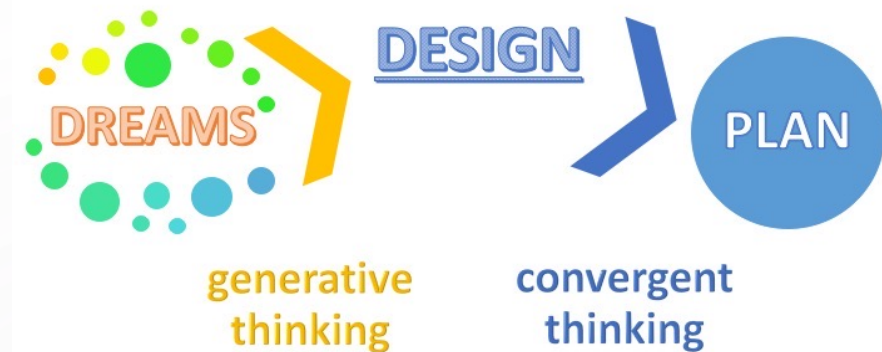 DREAMS
DESIGN
PLAN
generative
thinking
convergent
thinking